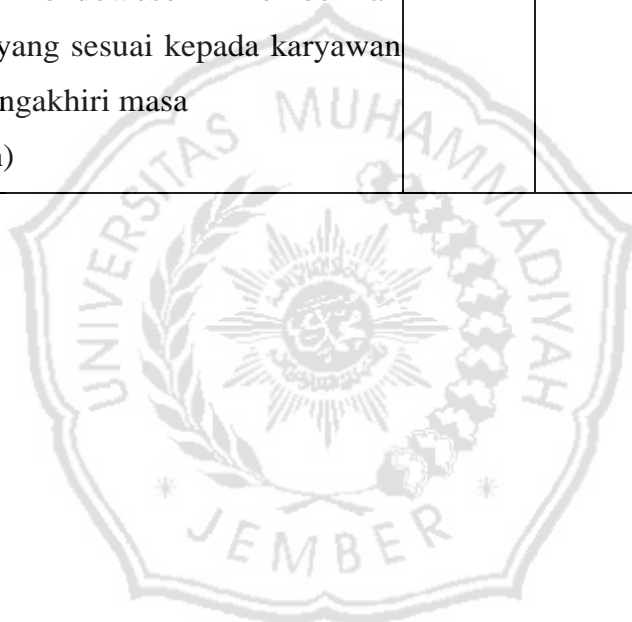 yang sesuai kepada karyawan
ngakhiri masa
n)
UNIVERSITAS MUHAMMADIYAH
JEMBER